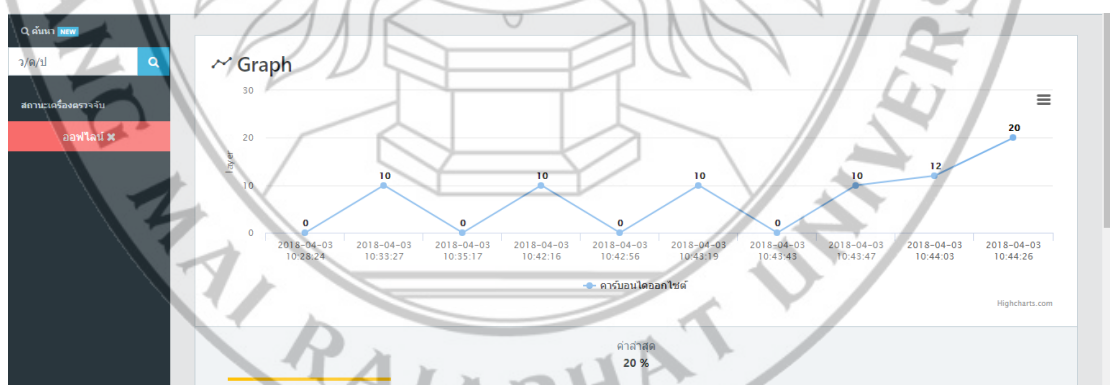 ค้นหา NEW
ว/ด/ป
สถานะเครื่องตรวจจับ
ออฟไลน์
Graph
30
20
10
0
layer
0
10
0
10
0
10
0
10
12
20
2018-04-03 2018-04-03 2018-04-03 2018-04-03 2018-04-03 2018-04-03 2018-04-03 2018-04-03 2018-04-03 2018-04-03
10:28:24 10:33:27 10:35:17 10:42:16 10:42:56 10:43:19 10:43:43 10:43:47 10:44:03 10:44:26
คาร์บอนไดออกไซด์
Highcharts.com
ค่าล่าสุด
20 %
MAI RAJABHAT UNIVER